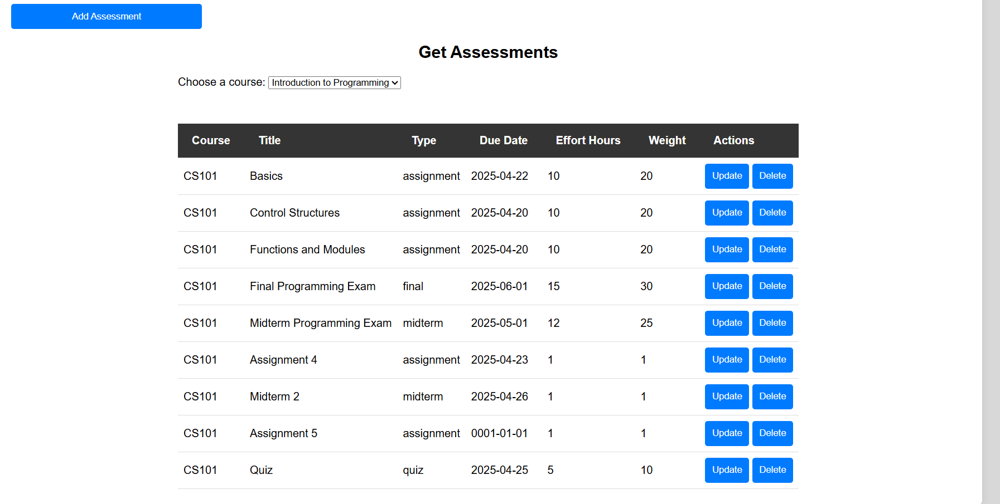 Add Assessment
Get Assessments
Choose a course: Introduction to Programming
Course Title Type Due Date Effort Hours Weight Actions
CS101 Basics assignment 2025-04-22 10 20 Update Delete
CS101 Control Structures assignment 2025-04-20 10 20 Update Delete
CS101 Functions and Modules assignment 2025-04-20 10 20 Update Delete
CS101 Final Programming Exam final 2025-06-01 15 30 Update Delete
CS101 Midterm Programming Exam midterm 2025-05-01 12 25 Update Delete
CS101 Assignment 4 assignment 2025-04-23 1 1 Update Delete
CS101 Midterm 2 midterm 2025-04-26 1 1 Update Delete
CS101 Assignment 5 assignment 0001-01-01 1 1 Update Delete
CS101 Quiz quiz 2025-04-25 5 10 Update Delete